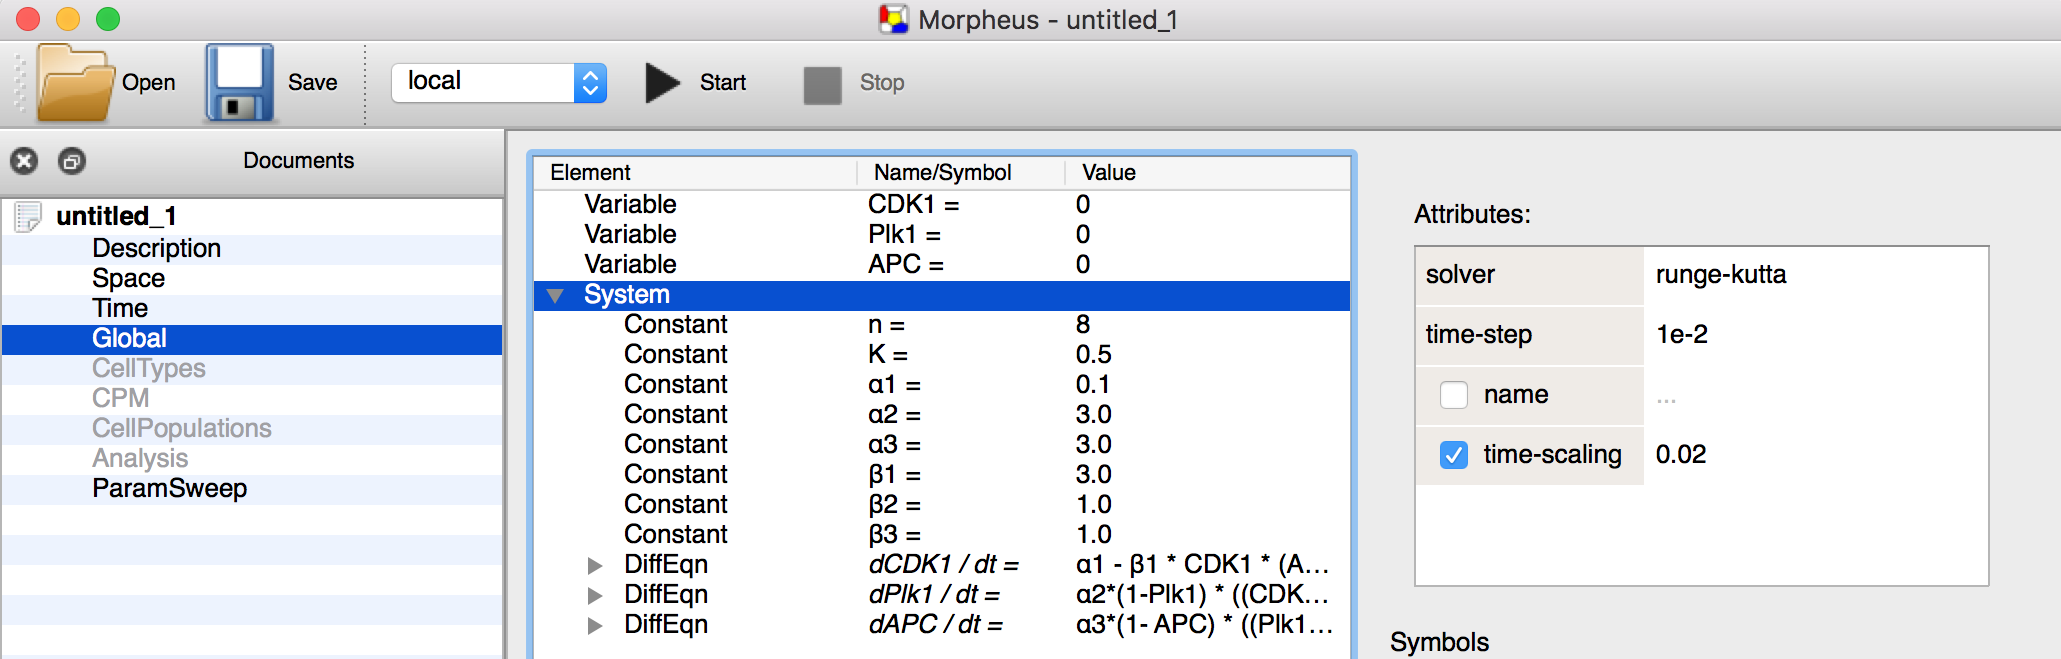 Morpheus - untitled_1
Open Save local Start Stop
Documents
untitled_1
Description
Space
Time
Global
CellTypes
CPM
CellPopulations
Analysis
ParamSweep
Element Name/Symbol Value
Variable CDK1 = 0
Variable Plk1 = 0
Variable APC = 0
System
Constant n = 8
Constant K = 0.5
Constant α1 = 0.1
Constant α2 = 3.0
Constant α3 = 3.0
Constant β1 = 3.0
Constant β2 = 1.0
Constant β3 = 1.0
DiffEqn dCDK1 / dt = α1 - β1 * CDK1 * (A...
DiffEqn dPlk1 / dt = α2*(1-Plk1) * ((CDK...
DiffEqn dAPC / dt = α3*(1- APC) * ((Plk1...
Attributes:
solver runge-kutta
time-step 1e-2
name ...
time-scaling 0.02
Symbols